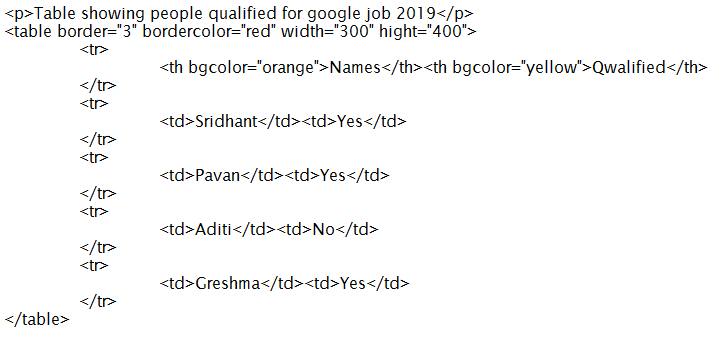 <p>Table showing people qualified for google job 2019</p>
<table border="3" bordercolor="red" width="300" hight="400">
<tr>
<th bgcolor="orange">Names</th><th bgcolor="yellow">Qwalified</th>
</tr>
<tr>
<td>Sridhant</td><td>Yes</td>
</tr>
<tr>
<td>Pavan</td><td>Yes</td>
</tr>
<tr>
<td>Aditi</td><td>No</td>
</tr>
<tr>
<td>Greshma</td><td>Yes</td>
</tr>
</table>